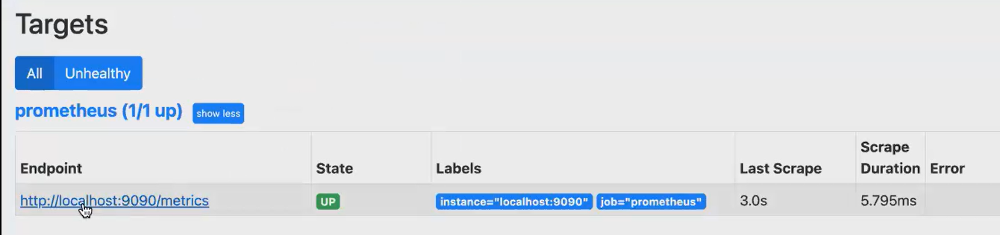 Targets
All Unhealthy
prometheus (1/1 up) show less
Endpoint State Labels Last Scrape Scrape Duration Error
http://localhost:9090/metrics UP instance="localhost:9090" job="prometheus" 3.0s 5.795ms